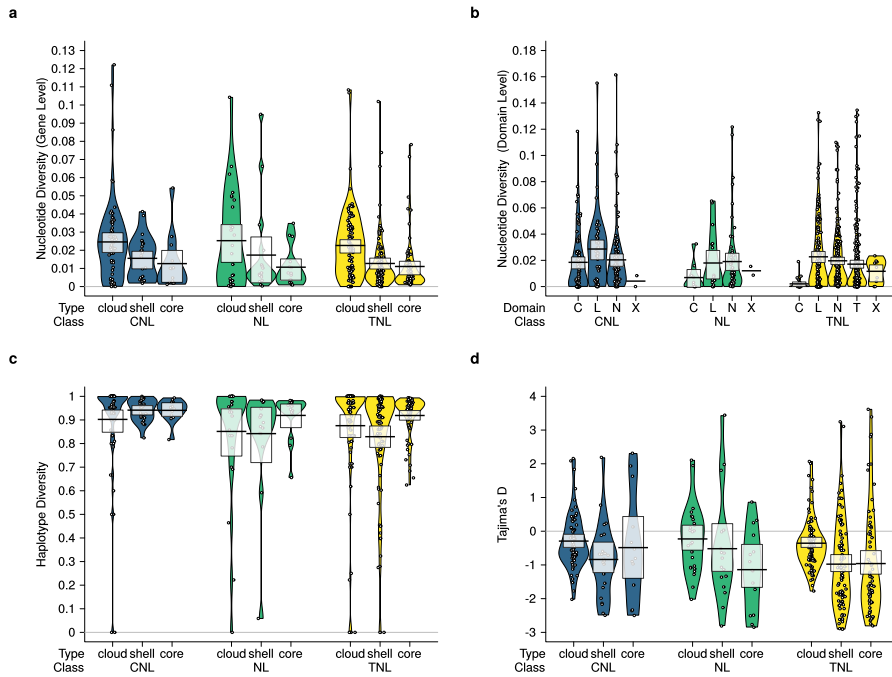 a
Nucleotide Diversity (Gene Level)
0.13
0.12
0.11
0.1
0.09
0.08
0.07
0.06
0.05
0.04
0.03
0.02
0.01
0
Type cloud shell core cloud shell core cloud shell core
Class CNL NL TNL
b
Nucleotide Diversity (Domain Level)
0.18
0.16
0.14
0.12
0.1
0.08
0.06
0.04
0.02
0
Domain C L N X C L N X C L N T X
Class CNL NL TNL
c
Haplotype Diversity
1
0.9
0.8
0.7
0.6
0.5
0.4
0.3
0.2
0.1
0
Type cloud shell core cloud shell core cloud shell core
Class CNL NL TNL
d
Tajima's D
4
3
2
1
0
-1
-2
-3
Type cloud shell core cloud shell core cloud shell core
Class CNL NL TNL